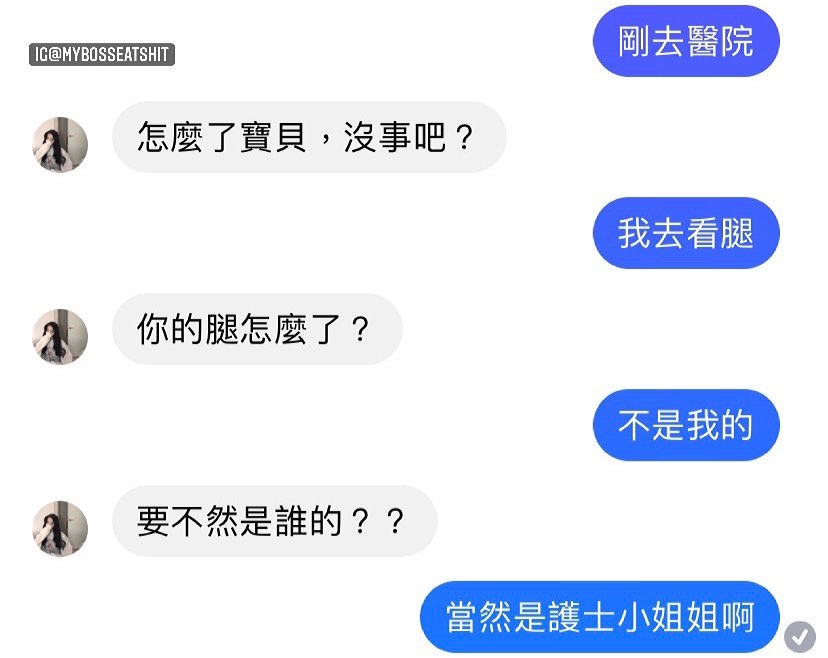 剛去醫院
IG@MYBOSSEATSHIT
怎麼了寶貝，沒事吧？
我去看腿
你的腿怎麼了？
不是我的
要不然是誰的？？
當然是護士小姐姐啊